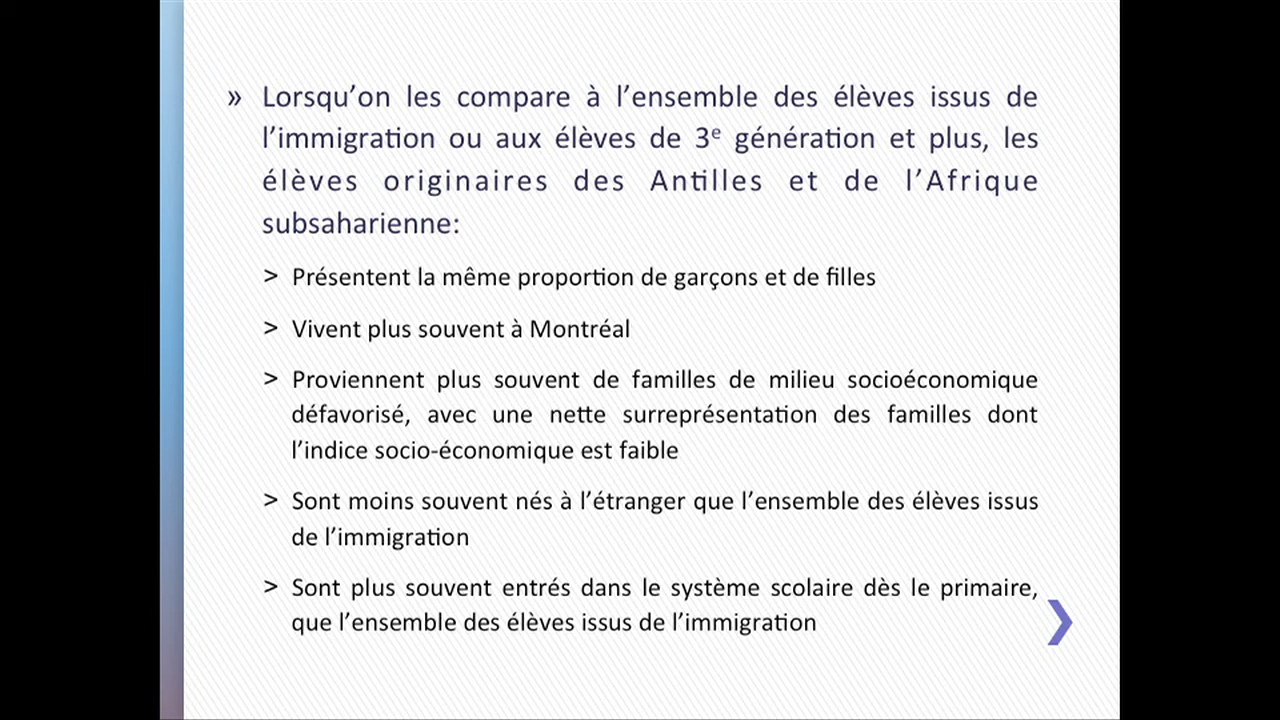 » Lorsqu’on les compare à l’ensemble des élèves issus de
l’immigration ou aux élèves de 3e génération et plus, les
élèves originaires des Antilles et de l’Afrique
subsaharienne:
> Présentent la même proportion de garçons et de filles
> Vivent plus souvent à Montréal
> Proviennent plus souvent de familles de milieu socioéconomique
défavorisé, avec une nette surreprésentation des familles dont
l’indice socio-économique est faible
> Sont moins souvent nés à l’étranger que l’ensemble des élèves issus
de l’immigration
> Sont plus souvent entrés dans le système scolaire dès le primaire,
que l’ensemble des élèves issus de l’immigration